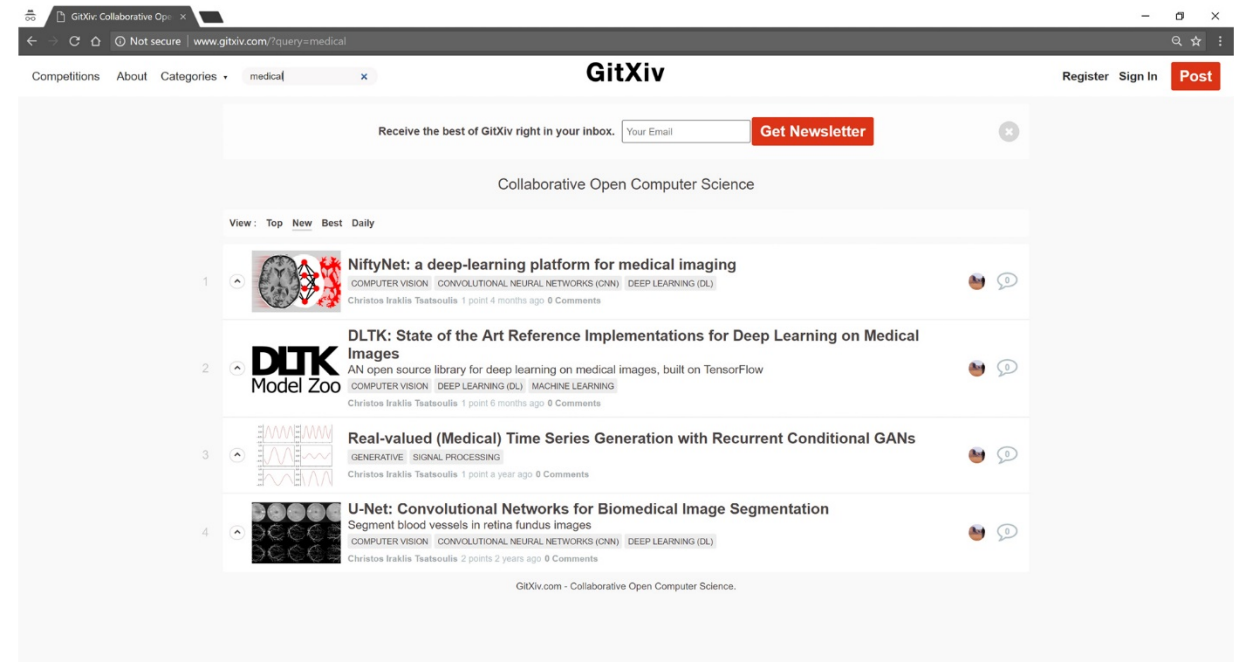 GitXiv: Collaborative Ope
Not secure | www.gitxiv.com/?query=medical
Competitions About Categories medical GitXiv Register Sign In Post
Receive the best of GitXiv right in your inbox. Your Email Get Newsletter
Collaborative Open Computer Science
View : Top New Best Daily
1
NiftyNet: a deep-learning platform for medical imaging
COMPUTER VISION CONVOLUTIONAL NEURAL NETWORKS (CNN) DEEP LEARNING (DL)
Christos Iraklis Tsatsoulis 1 point 4 months ago 0 Comments
0
2
DLTK
Model Zoo
DLTK: State of the Art Reference Implementations for Deep Learning on Medical
Images
AN open source library for deep learning on medical images, built on TensorFlow
COMPUTER VISION DEEP LEARNING (DL) MACHINE LEARNING
Christos Iraklis Tsatsoulis 1 point 6 months ago 0 Comments
0
3
Real-valued (Medical) Time Series Generation with Recurrent Conditional GANs
GENERATIVE SIGNAL PROCESSING
Christos Iraklis Tsatsoulis 1 point a year ago 0 Comments
0
4
U-Net: Convolutional Networks for Biomedical Image Segmentation
Segment blood vessels in retina fundus images
COMPUTER VISION CONVOLUTIONAL NEURAL NETWORKS (CNN) DEEP LEARNING (DL)
Christos Iraklis Tsatsoulis 2 points 2 years ago 0 Comments
0
GitXiv.com - Collaborative Open Computer Science.